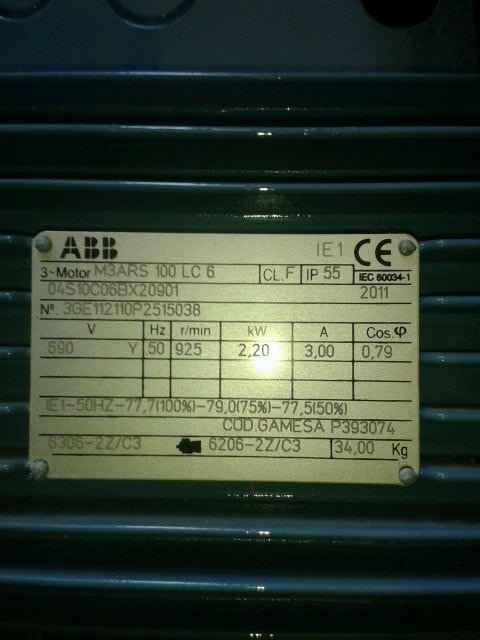 ABB IE1 CE
3~Motor M3ARS 100 LC 6 CL. F IP 55 IEC 60034-1
04S10C06BX20901 2011
Nº. 3GE112110P2515038
V Hz r/min kW A Cos.φ
690 Y 50 925 2,20 3,00 0,79
IE1-50HZ-77,7(100%)-79,0(75%)-77,5(50%)
COD.GAMESA P393074
6306-2Z/C3 6206-2Z/C3 34,00 Kg